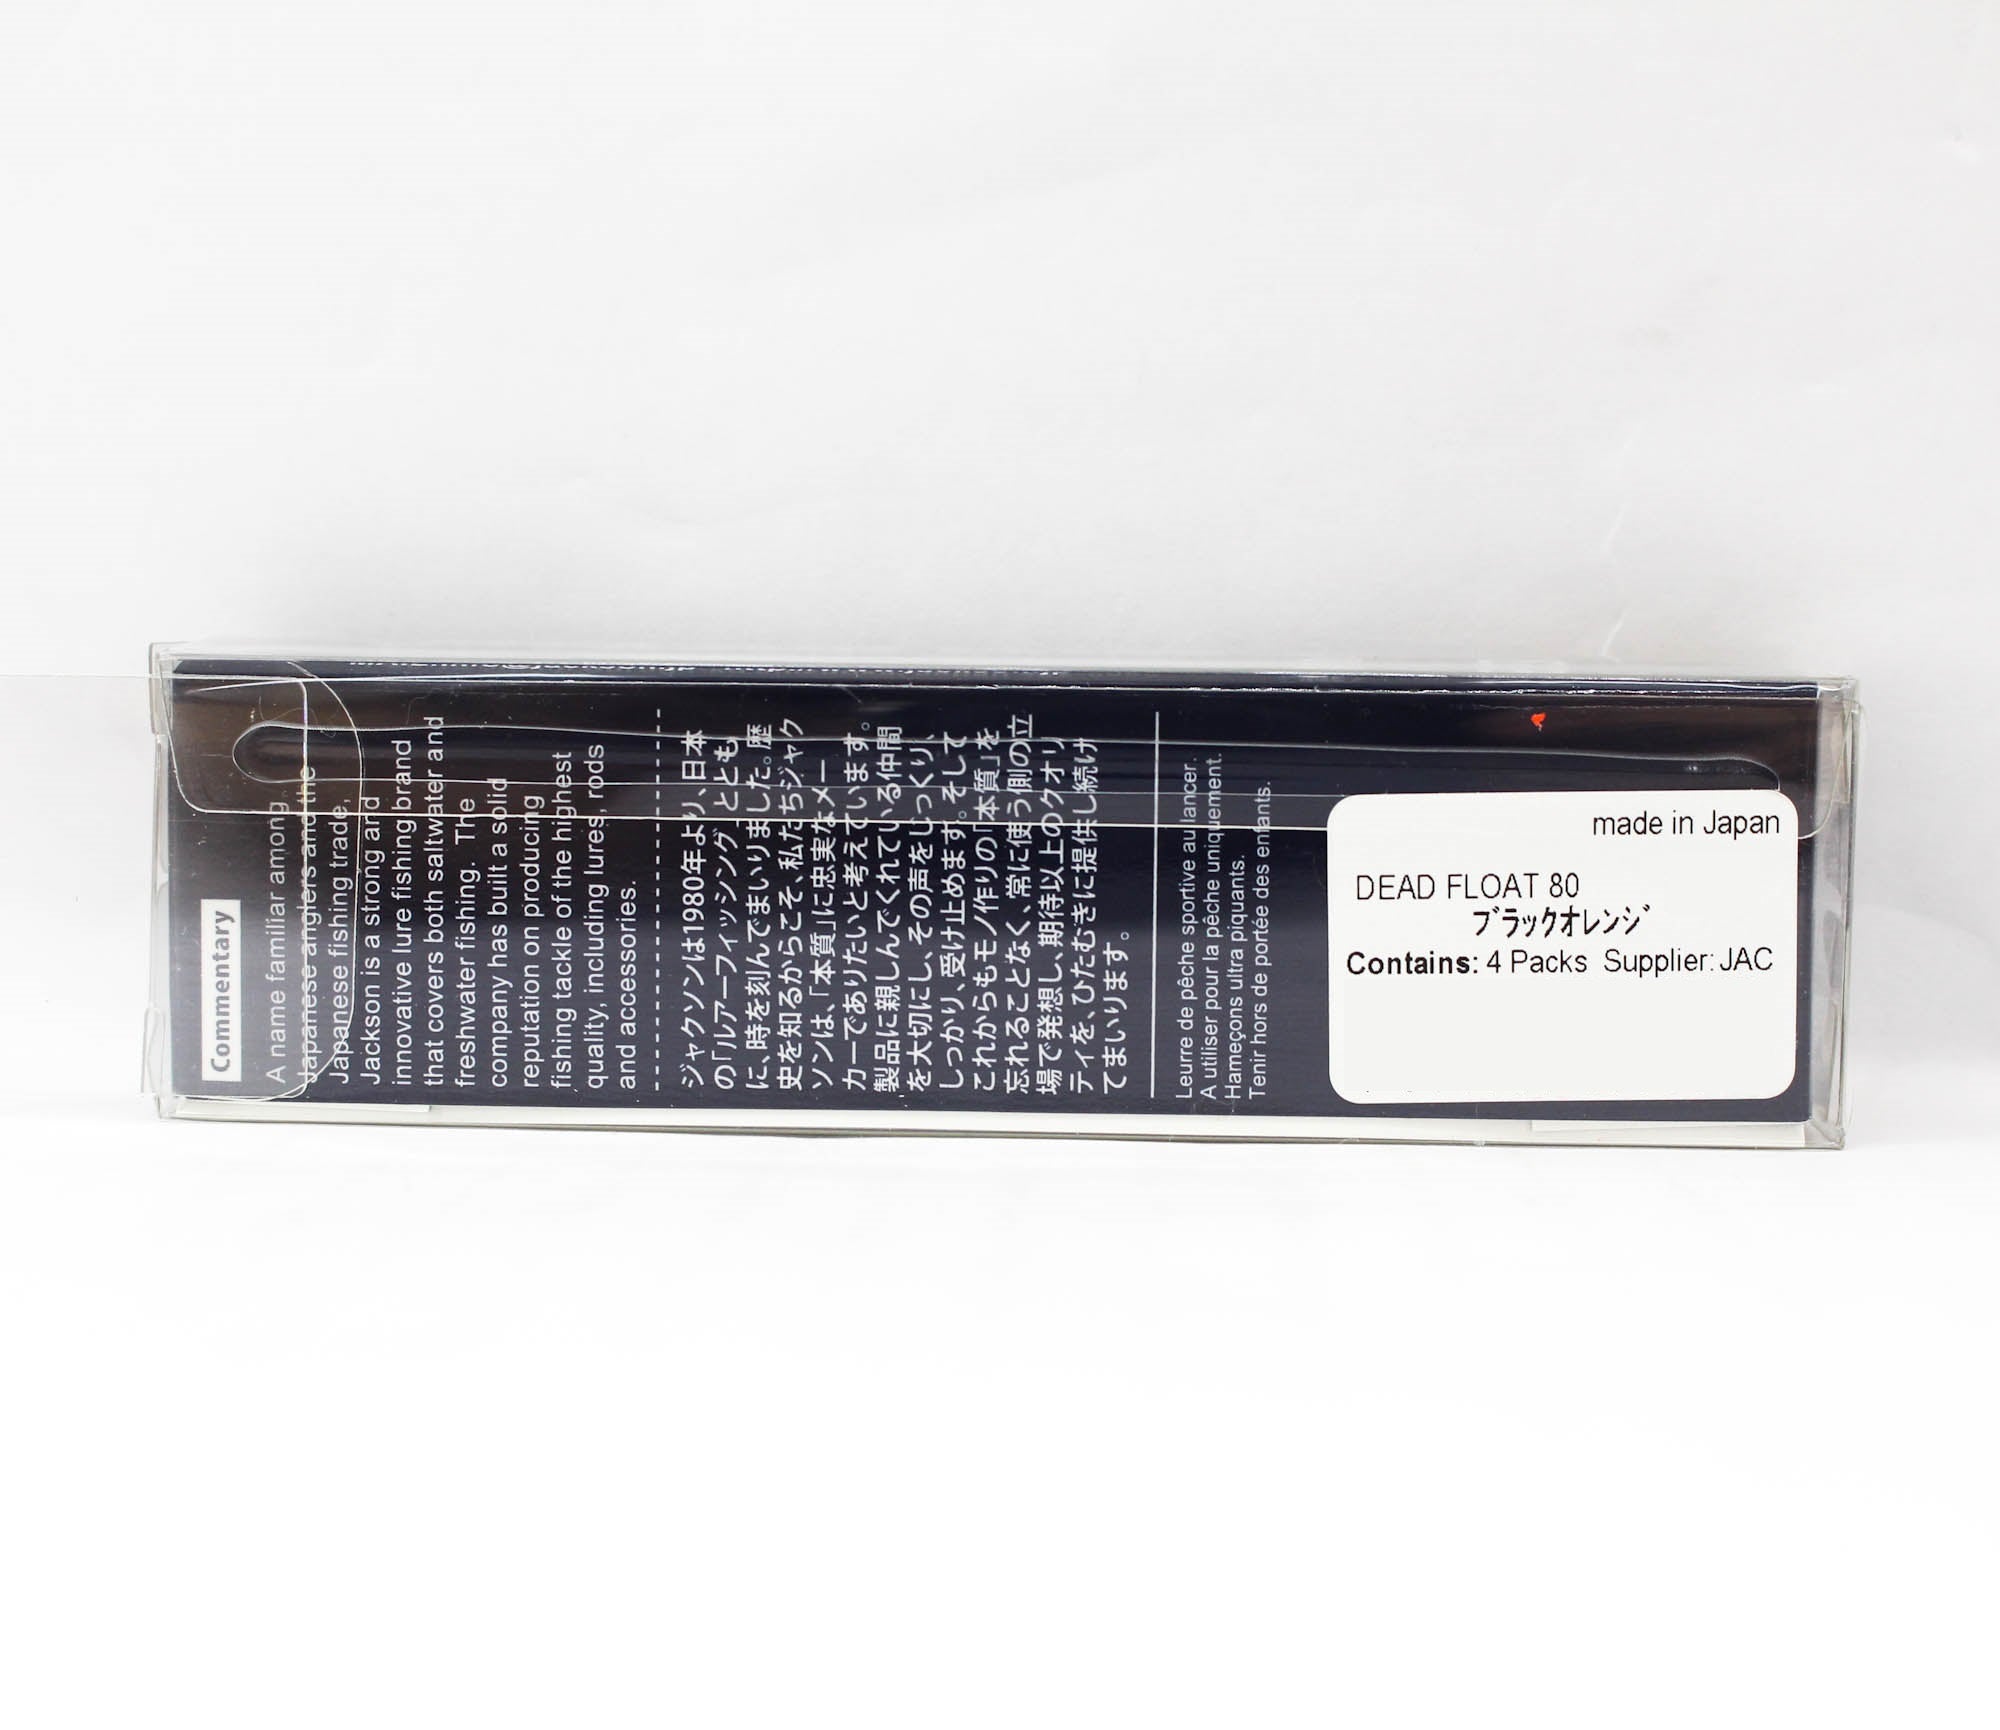 Commentary
A name familiar among
Japanese anglers and the
Japanese fishing trade,
Jackson is a strong and
innovative lure fishing brand
that covers both saltwater and
freshwater fishing. The
company has built a solid
reputation on producing
fishing tackle of the highest
quality, including lures, rods
and accessories.
ジャクソンは1980年より、日本
の「ルアーフィッシング」ととも
に、時を刻んでまいりました。歴
史を知るからこそ、私たちジャク
ソンは、「本質」に忠実なメー
カーでありたいと考えています。
製品に親しんでくれている仲間
を大切にし、その声をじっくり、
しっかり、受け止めます。そして
これからもモノ作りの「本質」を
忘れることなく、常に使う側の立
場で発想し、期待以上のクオリ
ティを、ひたむきに提供し続け
てまいります。
Leurre de pêche sportive au lancer.
A utiliser pour la pêche uniquement.
Hameçons ultra piquants.
Tenir hors de portée des enfants.
made in Japan
DEAD FLOAT 80
ﾌﾞﾗｯｸｵﾚﾝｼﾞ
Contains: 4 Packs Supplier: JAC